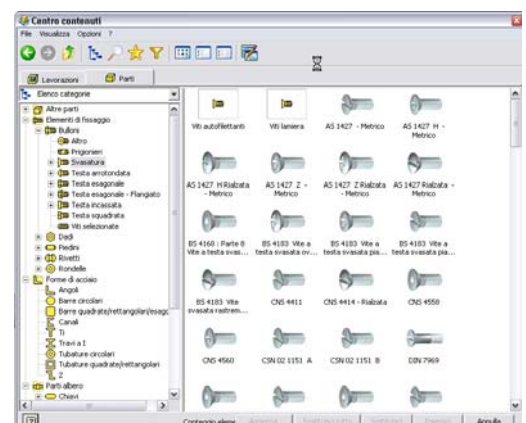 Centro contenuti
File Visualizza Opzioni ?
Lavorazioni Parti
Elenco categorie
Altre parti
Elementi di fissaggio
Bulloni
Altro
Prigionieri
Svasatura
Testa arrotondata
Testa esagonale
Testa esagonale - Flangiato
Testa incassata
Testa squadrata
Viti selezionate
Dadi
Piedini
Rivetti
Rondelle
Forme di acciaio
Angoli
Barre circolari
Barre quadrate/rettangolari/esago
Canali
Ti
Travi a I
Tubature circolari
Tubature quadrate/rettangolari
Z
Parti albero
Chiavi
Viti autofilettanti Viti lamiera AS 1427 - Metrico AS 1427 H -
Metrico
AS 1427 H Rialzata AS 1427 Z - AS 1427 Z Rialzata AS 1427 Rialzata -
- Metrico Metrico - Metrico Metrico
BS 4168 : Parte 8 BS 4183 Vite a BS 4183 Vite a BS 4183 Vite a
Vite a testa svas... testa svasata ov... testa svasata pia... testa svasata pia...
BS 4183 Vite CNS 4411 CNS 4414 - Rialzata CNS 4558
svasata rastrem...
CNS 4560 CSN 02 1151 A CSN 02 1151 B DIN 7969
Annulla